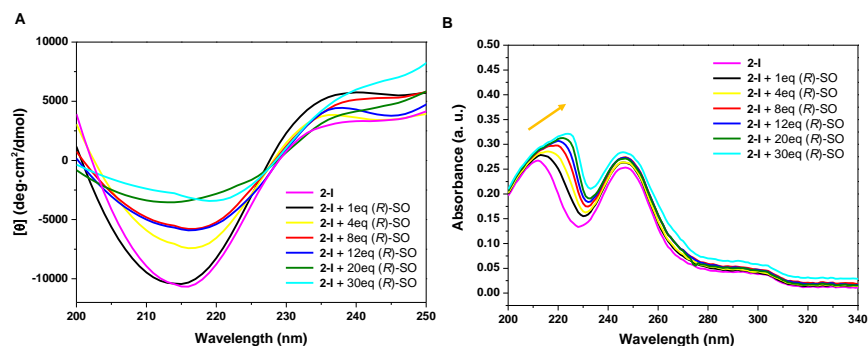 A
10000
5000
0
-5000
-10000
[θ] (deg·cm²/dmol)
200
210
220
230
240
250
Wavelength (nm)
2-I
2-I + 1eq (R)-SO
2-I + 4eq (R)-SO
2-I + 8eq (R)-SO
2-I + 12eq (R)-SO
2-I + 20eq (R)-SO
2-I + 30eq (R)-SO
B
0.50
0.45
0.40
0.35
0.30
0.25
0.20
0.15
0.10
0.05
0.00
Absorbance (a. u.)
200
220
240
260
280
300
320
340
Wavelength (nm)
2-I
2-I + 1eq (R)-SO
2-I + 4eq (R)-SO
2-I + 8eq (R)-SO
2-I + 12eq (R)-SO
2-I + 20eq (R)-SO
2-I + 30eq (R)-SO